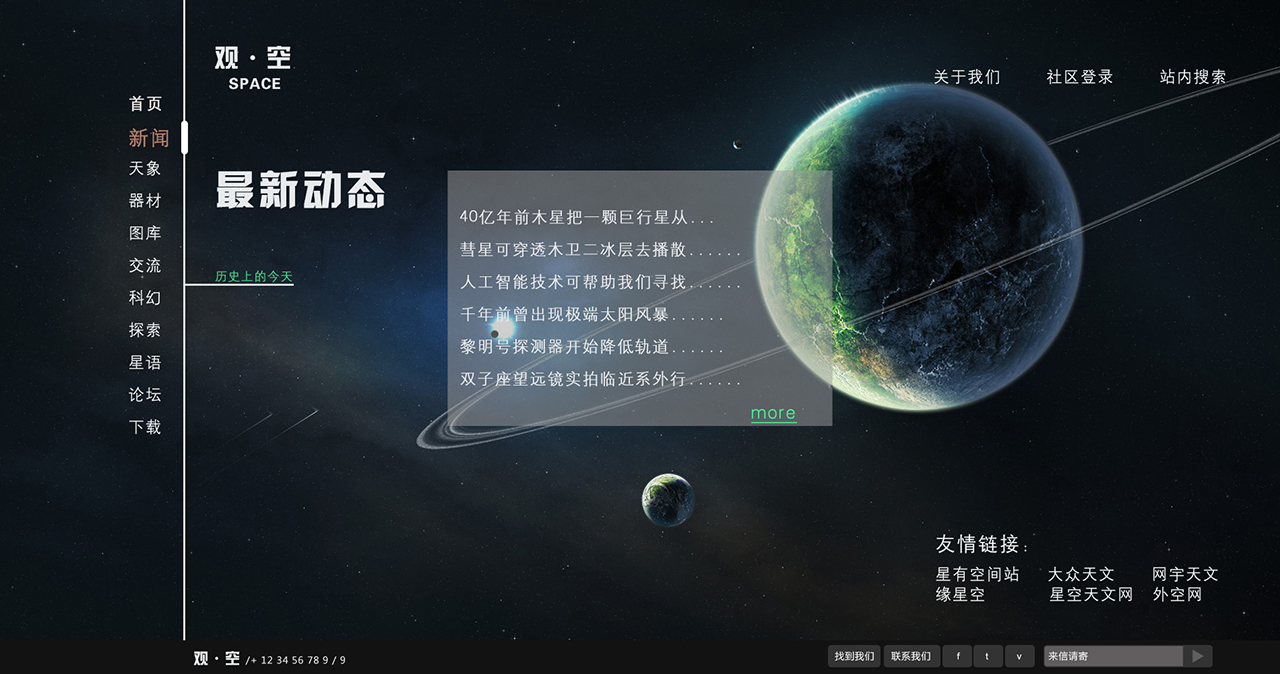 观·空
SPACE
关于我们 社区登录 站内搜索
首页
新闻
天象
器材
图库
交流
科幻
探索
星语
论坛
下载
最新动态
历史上的今天
40亿年前木星把一颗巨行星从...
彗星可穿透木卫二冰层去播散......
人工智能技术可帮助我们寻找......
千年前曾出现极端太阳风暴......
黎明号探测器开始降低轨道......
双子座望远镜实拍临近系外行......
more
友情链接:
星有空间站 大众天文 网宇天文
缘星空 星空天文网 外空网
观·空 /+ 12 34 56 78 9 / 9
找到我们 联系我们 f t v 来信请寄